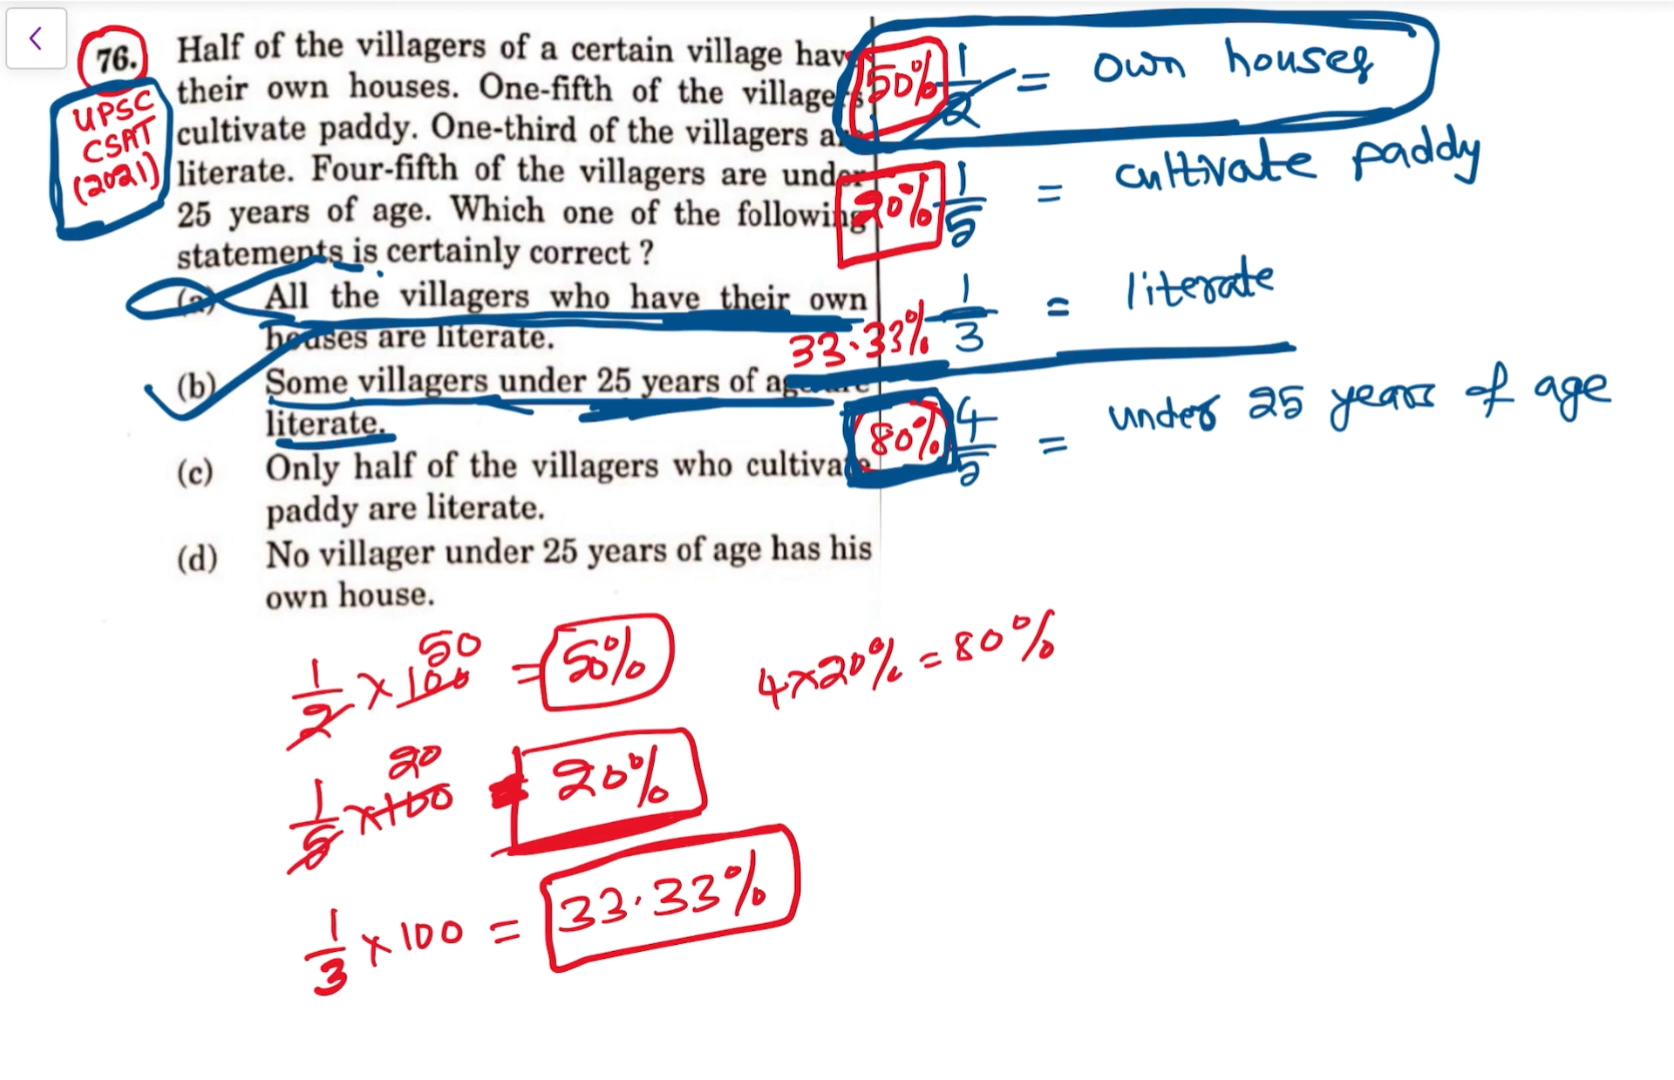 76. Half of the villagers of a certain village hav
their own houses. One-fifth of the village
cultivate paddy. One-third of the villagers a
literate. Four-fifth of the villagers are under
25 years of age. Which one of the following
statements is certainly correct ?
(a) All the villagers who have their own
houses are literate.
(b) Some villagers under 25 years of age are
literate.
(c) Only half of the villagers who cultivate
paddy are literate.
(d) No villager under 25 years of age has his
own house.
UPSC
CSAT
(2021)
50% 1/2 = own houses
20% 1/5 = cultivate paddy
33.33% 1/3 = literate
80% 4/5 = under 25 years of age
1/2 × 100 50 = 50%
4×20% = 80%
1/5 ×100 20 = 20%
1/3 × 100 = 33.33%